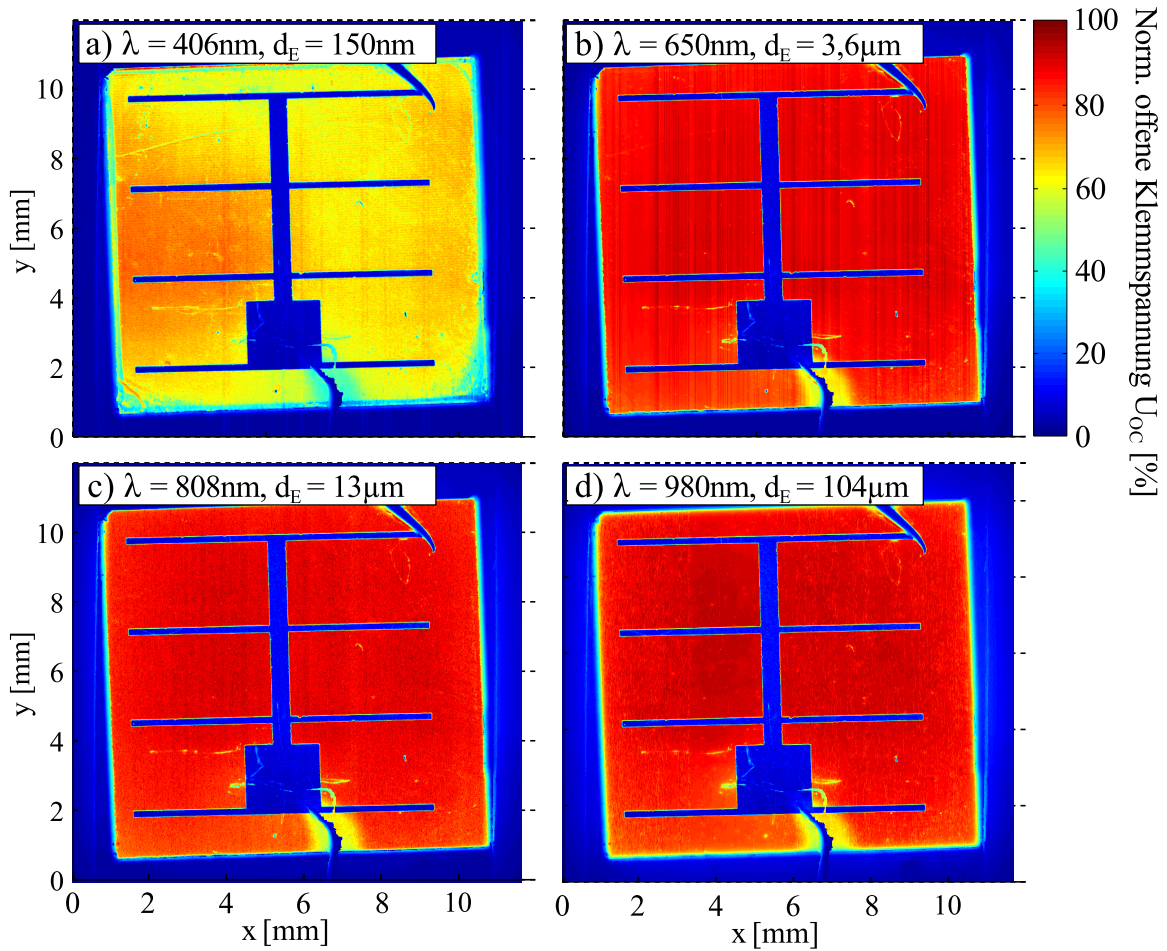 a) λ = 406nm, d_E = 150nm
b) λ = 650nm, d_E = 3,6µm
100
80
60
40
20
0
Norm. offene Klemmspannung U_OC [%]
10
8
6
4
2
0
y [mm]
c) λ = 808nm, d_E = 13µm
d) λ = 980nm, d_E = 104µm
10
8
6
4
2
0
y [mm]
0 2 4 6 8 10
x [mm]
0 2 4 6 8 10
x [mm]